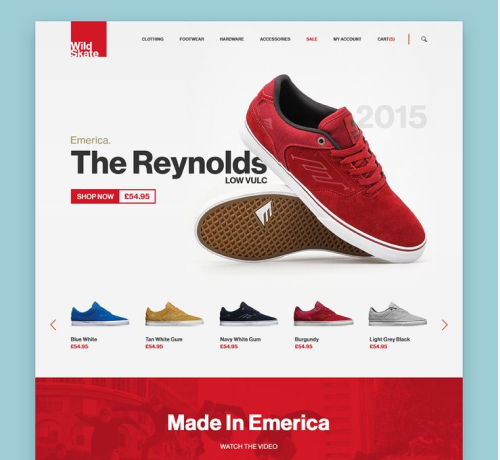 Wild
Skate
CLOTHING FOOTWEAR HARDWARE ACCESSORIES SALE MY ACCOUNT CART(5)
2015
Emerica.
The Reynolds
LOW VULC
SHOP NOW £54.95
Blue White Tan White Gum Navy White Gum Burgundy Light Grey Black
£54.95 £54.95 £54.95 £54.95 £54.95
Made In Emerica
WATCH THE VIDEO